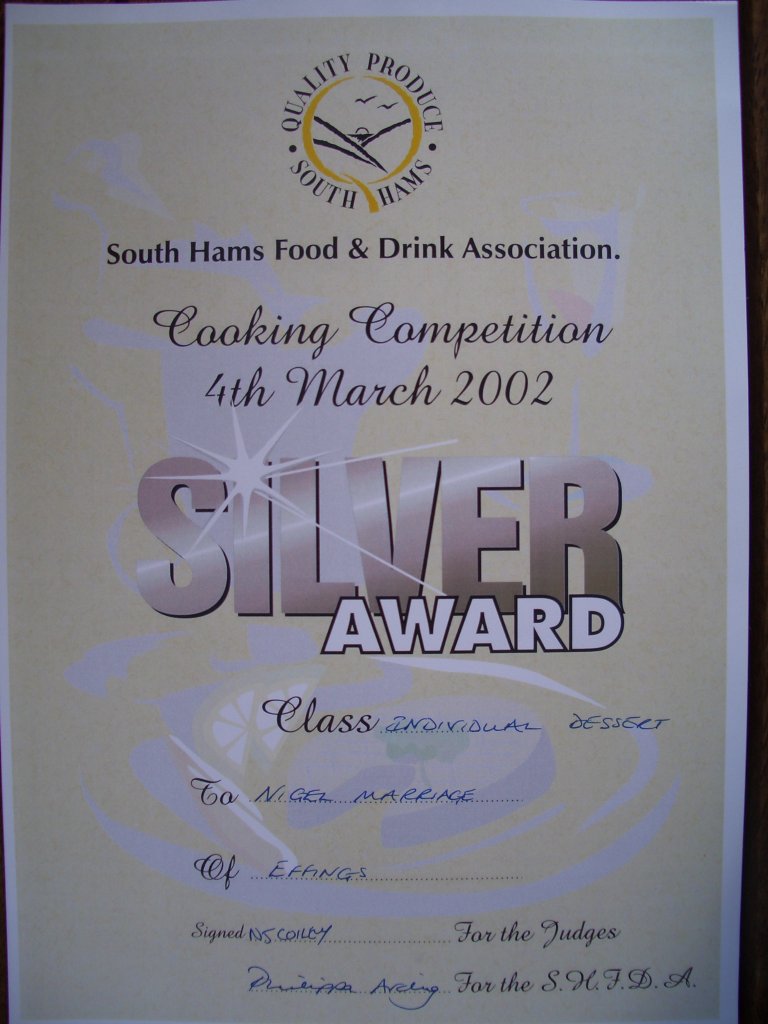 QUALITY PRODUCE
• SOUTH HAMS •
South Hams Food & Drink Association.
Cooking Competition
4th March 2002
SILVER
AWARD
Class INDIVIDUAL DESSERT
To NIGEL MARRIAGE
Of EFFINGS
Signed For the Judges
For the S.H.F.D.A.